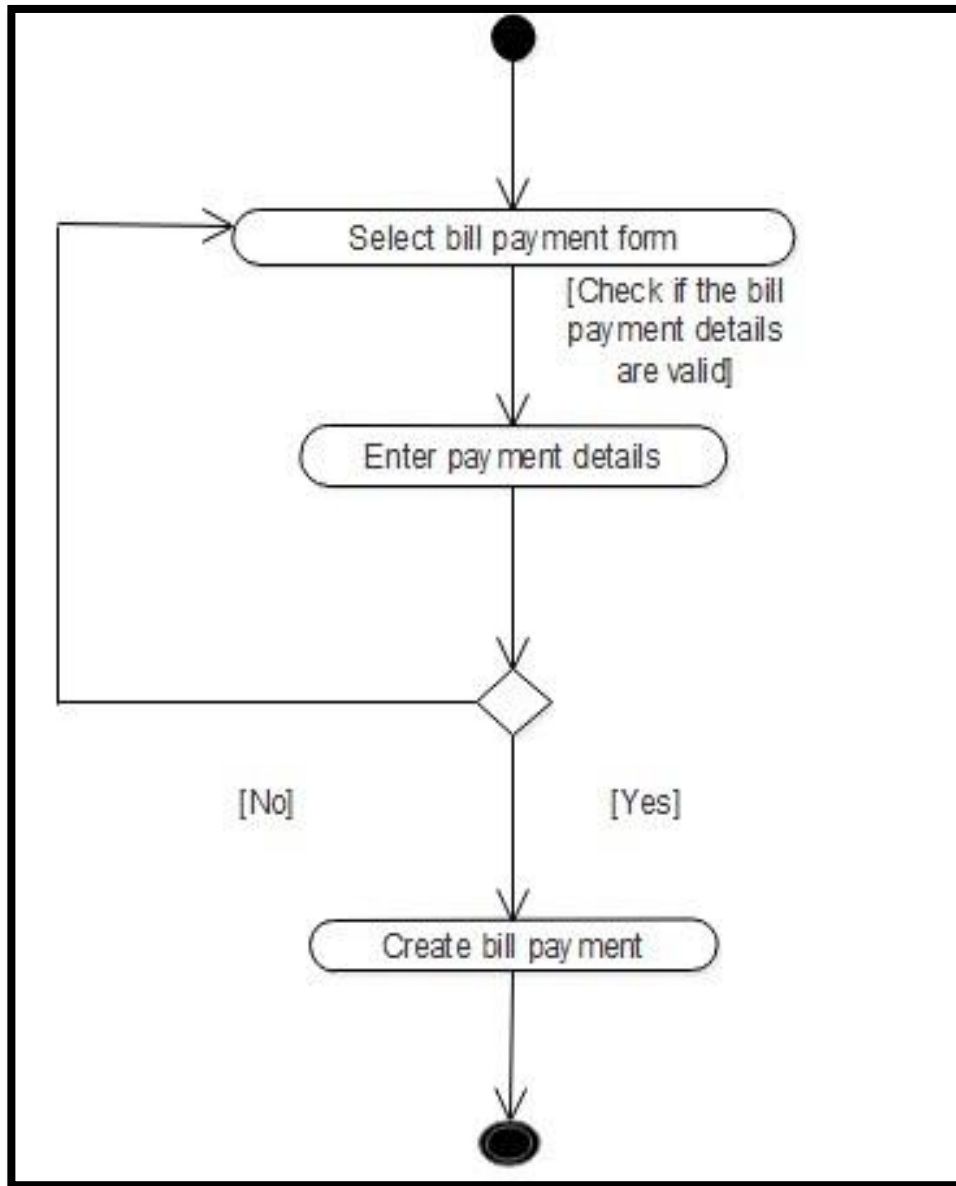 Select bill payment form
[Check if the bill
payment details
are valid]
Enter payment details
[No]
[Yes]
Create bill payment